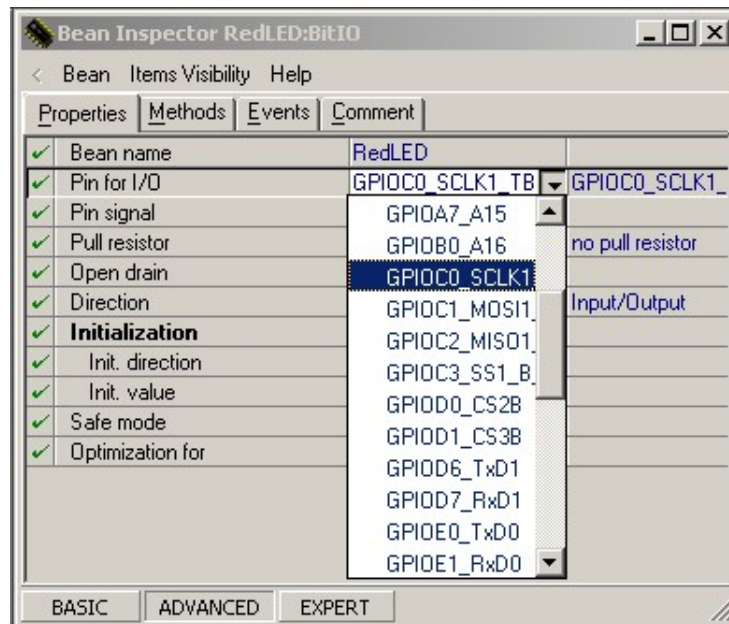 Bean Inspector RedLED:BitIO
< Bean Items Visibility Help
Properties Methods Events Comment
Bean name RedLED
Pin for I/O GPIOC0_SCLK1_TB GPIOC0_SCLK1_
Pin signal GPIOA7_A15
Pull resistor GPIOB0_A16 no pull resistor
Open drain GPIOC0_SCLK1
Direction GPIOC1_MOSI1_ Input/Output
Initialization GPIOC2_MISO1_
Init. direction GPIOC3_SS1_B_
Init. value GPIOD0_CS2B
Safe mode GPIOD1_CS3B
Optimization for GPIOD6_TxD1
GPIOD7_RxD1
GPIOE0_TxD0
GPIOE1_RxD0
BASIC ADVANCED EXPERT